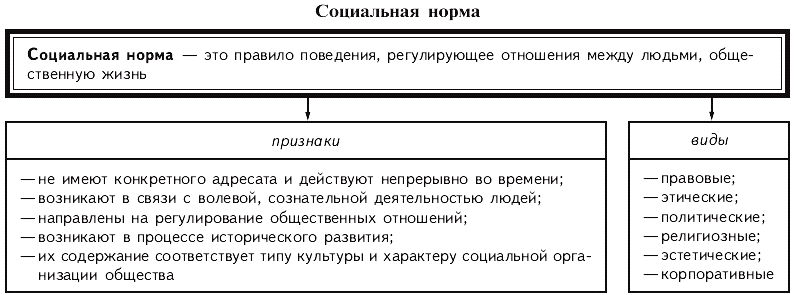 Социальная норма
Социальная норма — это правило поведения, регулирующее отношения между людьми, обще-
ственную жизнь
признаки
— не имеют конкретного адресата и действуют непрерывно во времени;
— возникают в связи с волевой, сознательной деятельностью людей;
— направлены на регулирование общественных отношений;
— возникают в процессе исторического развития;
— их содержание соответствует типу культуры и характеру социальной орга-
низации общества
виды
— правовые;
— этические;
— политические;
— религиозные;
— эстетические;
— корпоративные